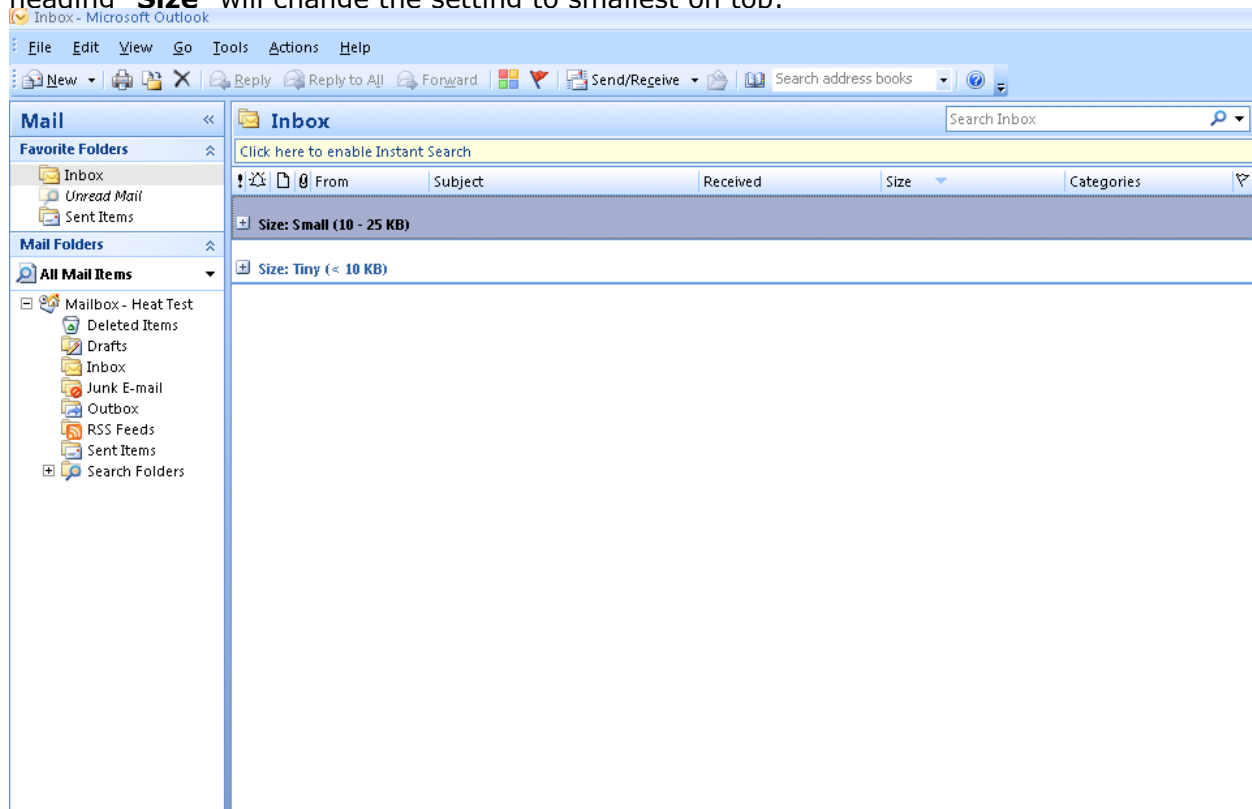 heading "Size" will change the setting to smallest on top.
Inbox - Microsoft Outlook
File Edit View Go Tools Actions Help
New Reply Reply to All Forward Send/Receive Search address books
Mail « Inbox Search Inbox
Favorite Folders Click here to enable Instant Search
Inbox ! From Subject Received Size Categories
Unread Mail
Sent Items Size: Small (10 - 25 KB)
Mail Folders
All Mail Items Size: Tiny (< 10 KB)
Mailbox - Heat Test
Deleted Items
Drafts
Inbox
Junk E-mail
Outbox
RSS Feeds
Sent Items
Search Folders